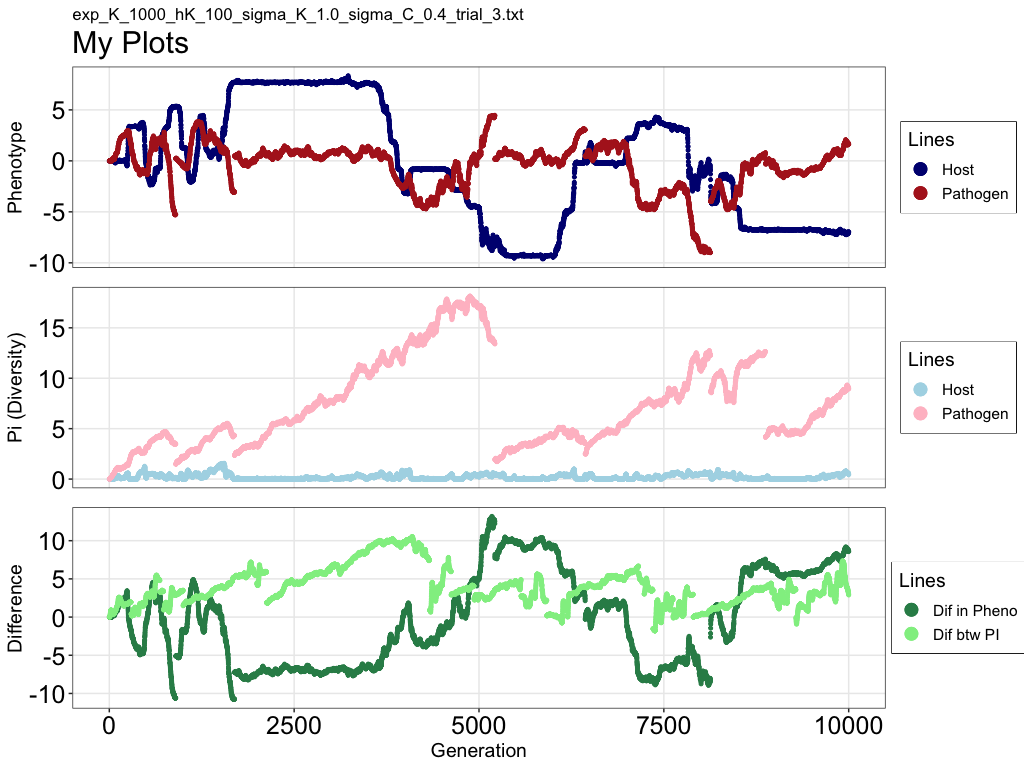 exp_K_1000_hK_100_sigma_K_1.0_sigma_C_0.4_trial_3.txt
My Plots
Phenotype
5
0
-5
-10
Lines
Host
Pathogen
Pi (Diversity)
15
10
5
0
Lines
Host
Pathogen
Difference
10
5
0
-5
-10
Lines
Dif in Pheno
Dif btw PI
0 2500 5000 7500 10000
Generation